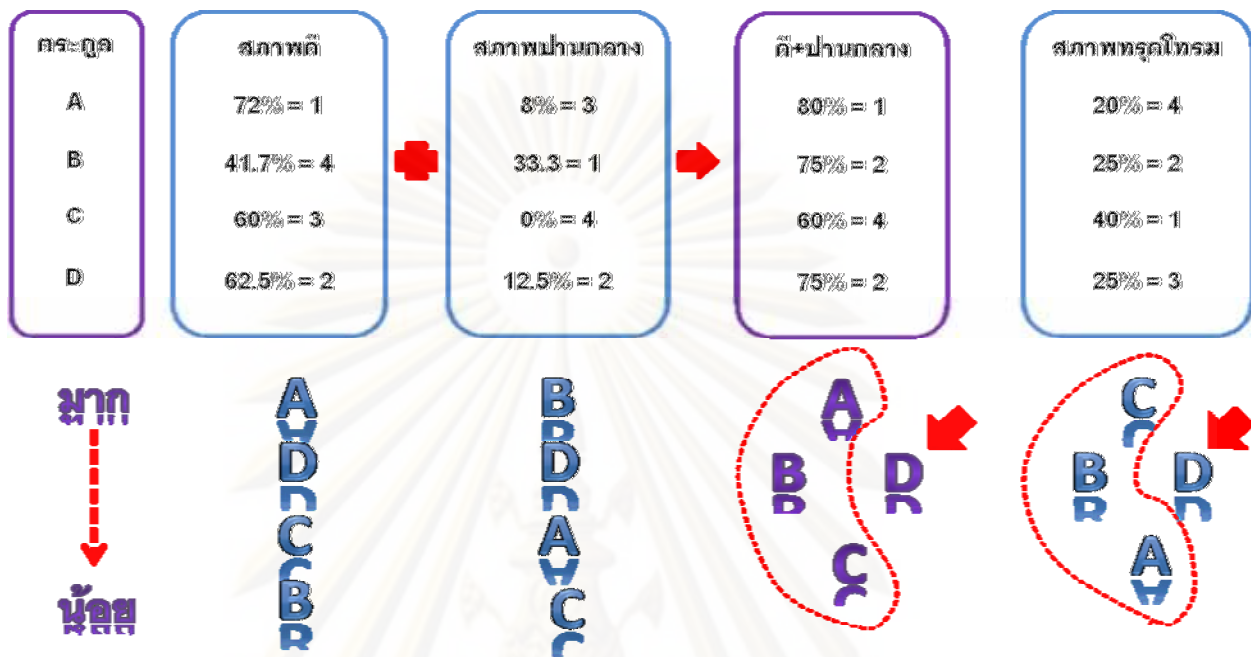 ตระกูล สภาพดี สภาพปานกลาง ดี+ปานกลาง สภาพทรุดโทรม
A 72% = 1 8% = 3 80% = 1 20% = 4
B 41.7% = 4 33.3 = 1 75% = 2 25% = 2
C 60% = 3 0% = 4 60% = 4 40% = 1
D 62.5% = 2 12.5% = 2 75% = 2 25% = 3
มาก A B A C
D D B D B D
C A C A
น้อย B C